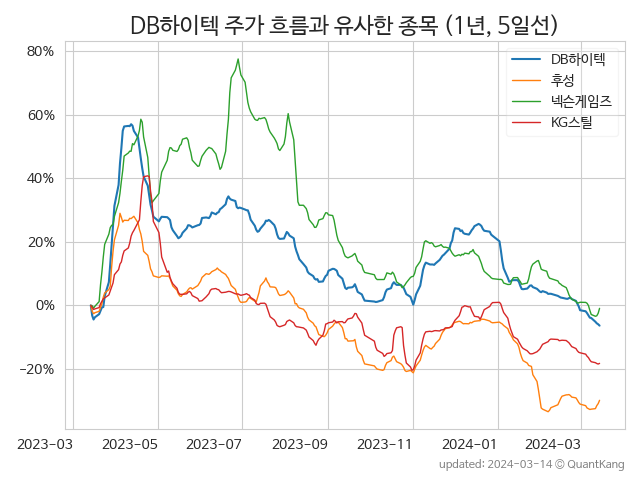 DB하이텍 주가 흐름과 유사한 종목 (1년, 5일선)
80%
60%
40%
20%
0%
−20%
DB하이텍
후성
넥슨게임즈
KG스틸
2023-03
2023-05
2023-07
2023-09
2023-11
2024-01
2024-03
updated: 2024-03-14 ⓒ QuantKang